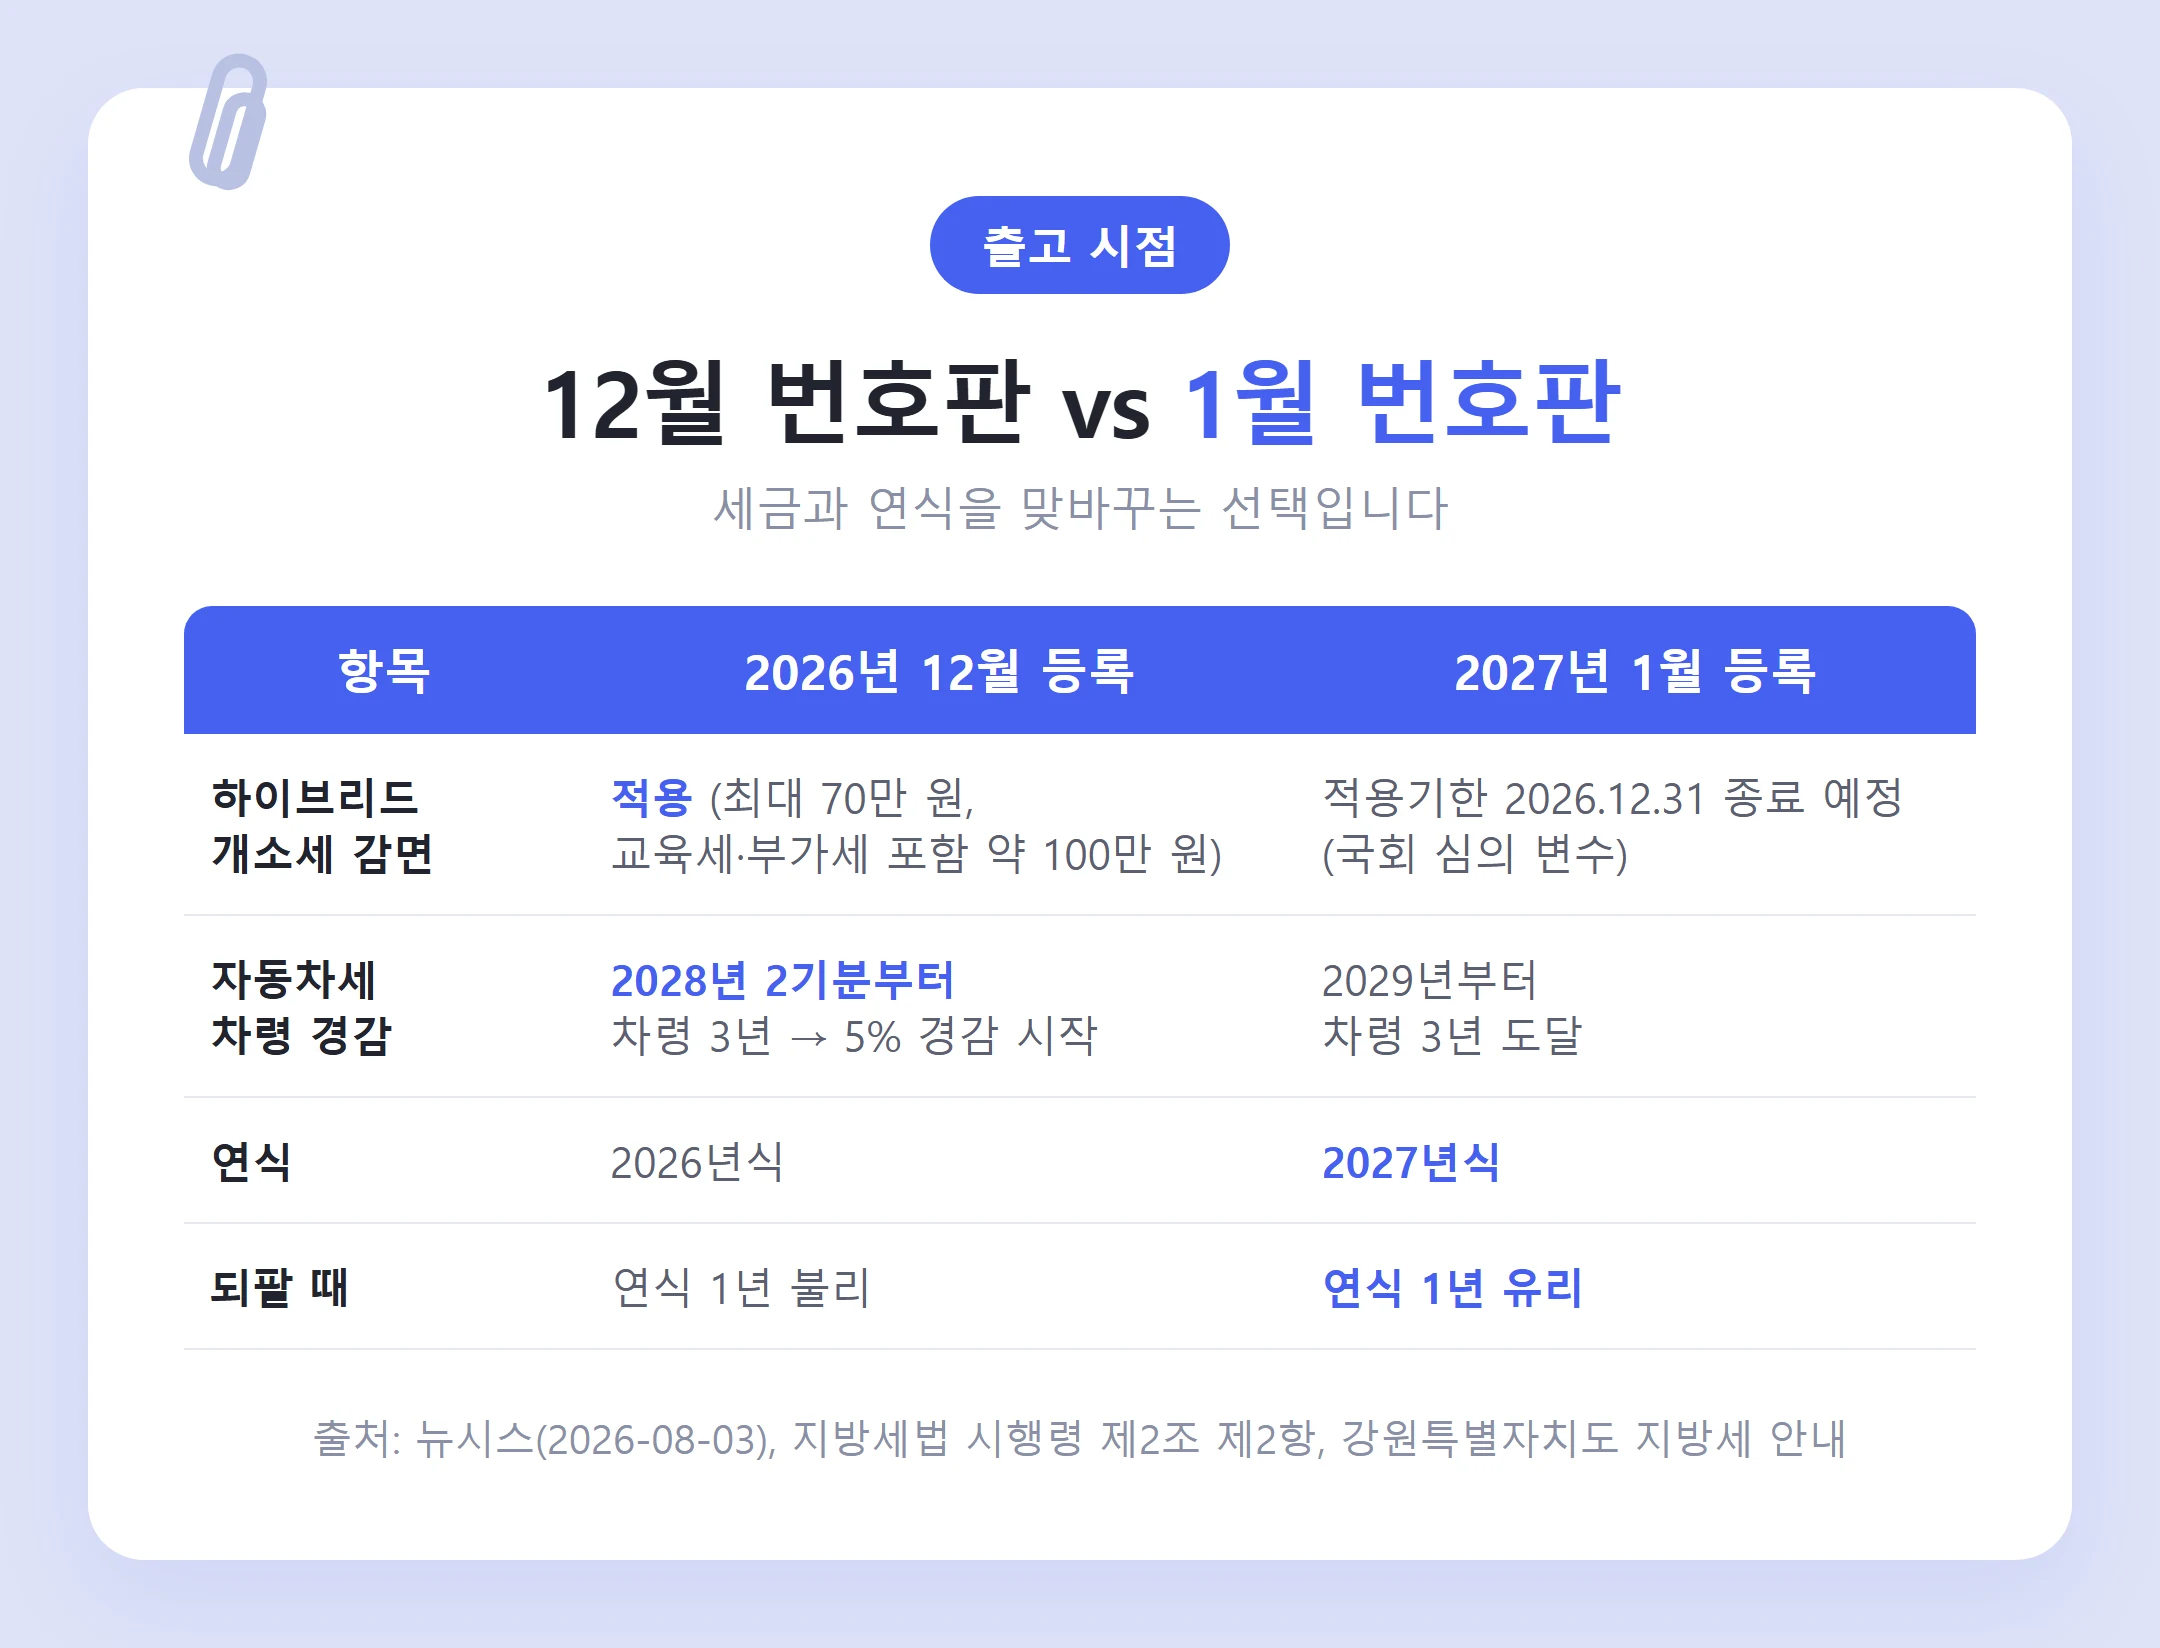 출고 시점
12월 번호판 vs 1월 번호판
세금과 연식을 맞바꾸는 선택입니다
항목 2026년 12월 등록 2027년 1월 등록
하이브리드
개소세 감면
적용 (최대 70만 원,
교육세·부가세 포함 약 100만 원)
적용기한 2026.12.31 종료 예정
(국회 심의 변수)
자동차세
차령 경감
2028년 2기분부터
차령 3년 → 5% 경감 시작
2029년부터
차령 3년 도달
연식 2026년식 2027년식
되팔 때 연식 1년 불리 연식 1년 유리
출처: 뉴시스(2026-08-03), 지방세법 시행령 제2조 제2항, 강원특별자치도 지방세 안내